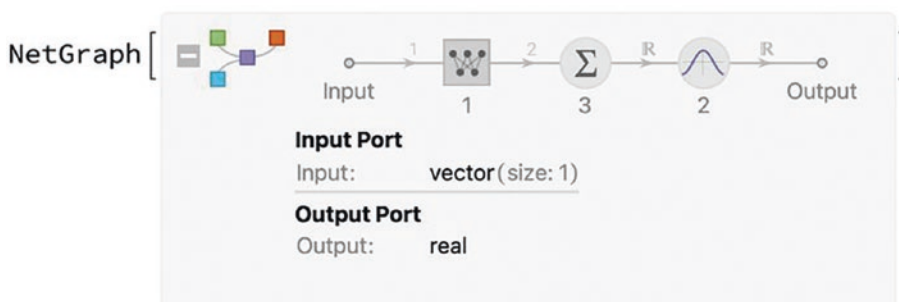 NetGraph[
1 2 ℝ ℝ
Σ
Input 1 3 2 Output
Input Port
Input: vector(size: 1)
Output Port
Output: real